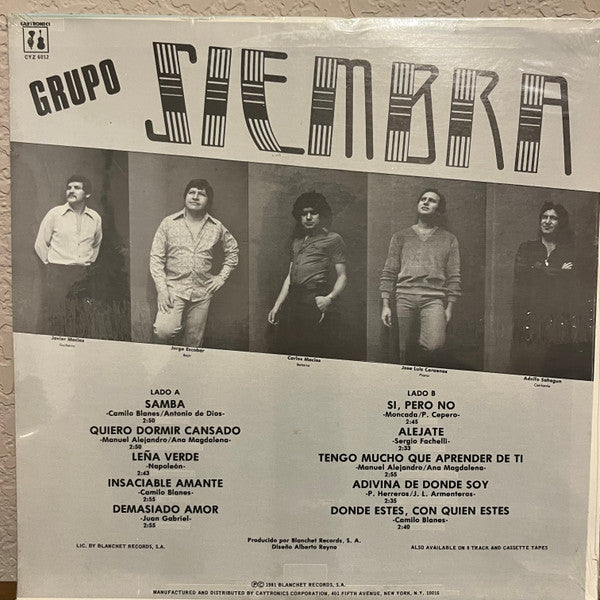 CAYTRONICS
CYZ 6012
GRUPO SIEMBRA
Javier Macias
Guitarra
Jorge Escobar
Bajo
Carlos Macias
Bateria
Jose Luis Carsenas
Piano
Adolfo Sahagun
Cantante
LADO A
SAMBA
-Camilo Blanes/Antonio de Dios-
2:50
QUIERO DORMIR CANSADO
-Manuel Alejandro/Ana Magdalena-
2:50
LEÑA VERDE
-Napoleón-
2:43
INSACIABLE AMANTE
-Camilo Blanes-
2:55
DEMASIADO AMOR
-Juan Gabriel-
2:55
LADO B
SI, PERO NO
-Moncada/P. Cepero-
2:45
ALEJATE
-Sergio Fachelli-
2:33
TENGO MUCHO QUE APRENDER DE TI
-Manuel Alejandro/Ana Magdalena-
2:55
ADIVINA DE DONDE SOY
-P. Herreros/J. L. Armenteros-
2:35
DONDE ESTES, CON QUIEN ESTES
-Camilo Blanes-
2:40
LIC. BY BLANCHET RECORDS, S.A.
Producido por Blanchet Records, S. A.
Diseño Alberto Reyna
ALSO AVAILABLE ON 8 TRACK AND CASSETTE TAPES
Ⓟ© 1981 BLANCHET RECORDS, S.A.
MANUFACTURED AND DISTRIBUTED BY CAYTRONICS CORPORATION, 401 FIFTH AVENUE, NEW YORK, N.Y. 10016